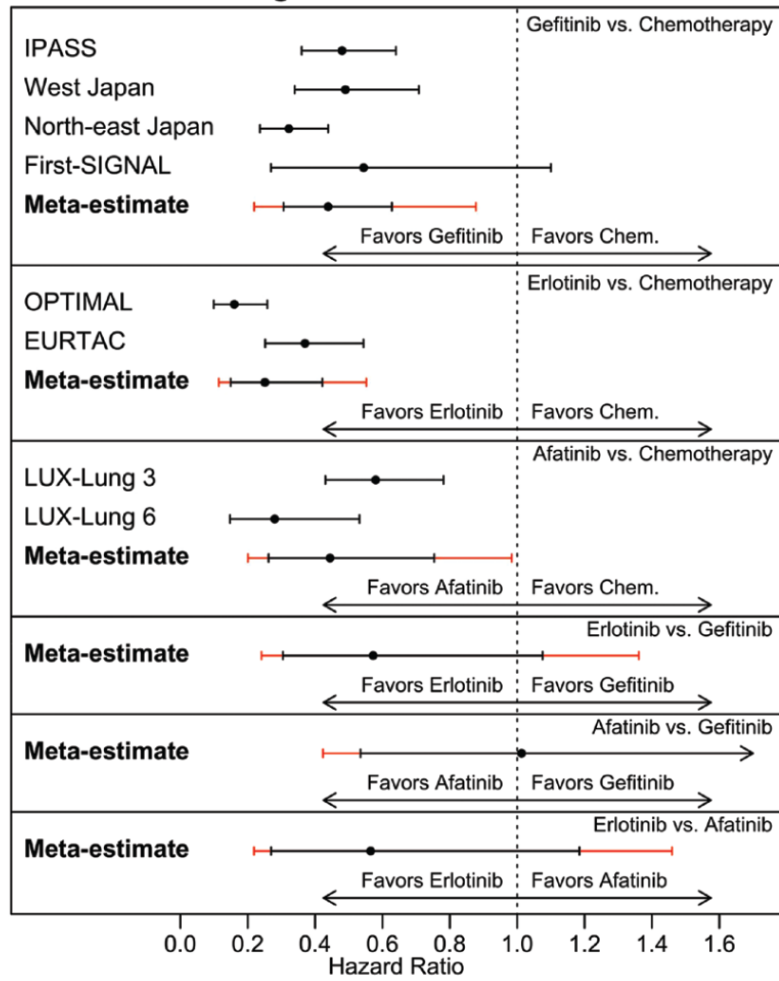 Gefitinib vs. Chemotherapy
IPASS
West Japan
North-east Japan
First-SIGNAL
Meta-estimate
Favors Gefitinib Favors Chem.
Erlotinib vs. Chemotherapy
OPTIMAL
EURTAC
Meta-estimate
Favors Erlotinib Favors Chem.
Afatinib vs. Chemotherapy
LUX-Lung 3
LUX-Lung 6
Meta-estimate
Favors Afatinib Favors Chem.
Erlotinib vs. Gefitinib
Meta-estimate
Favors Erlotinib Favors Gefitinib
Afatinib vs. Gefitinib
Meta-estimate
Favors Afatinib Favors Gefitinib
Erlotinib vs. Afatinib
Meta-estimate
Favors Erlotinib Favors Afatinib
0.0 0.2 0.4 0.6 0.8 1.0 1.2 1.4 1.6
Hazard Ratio